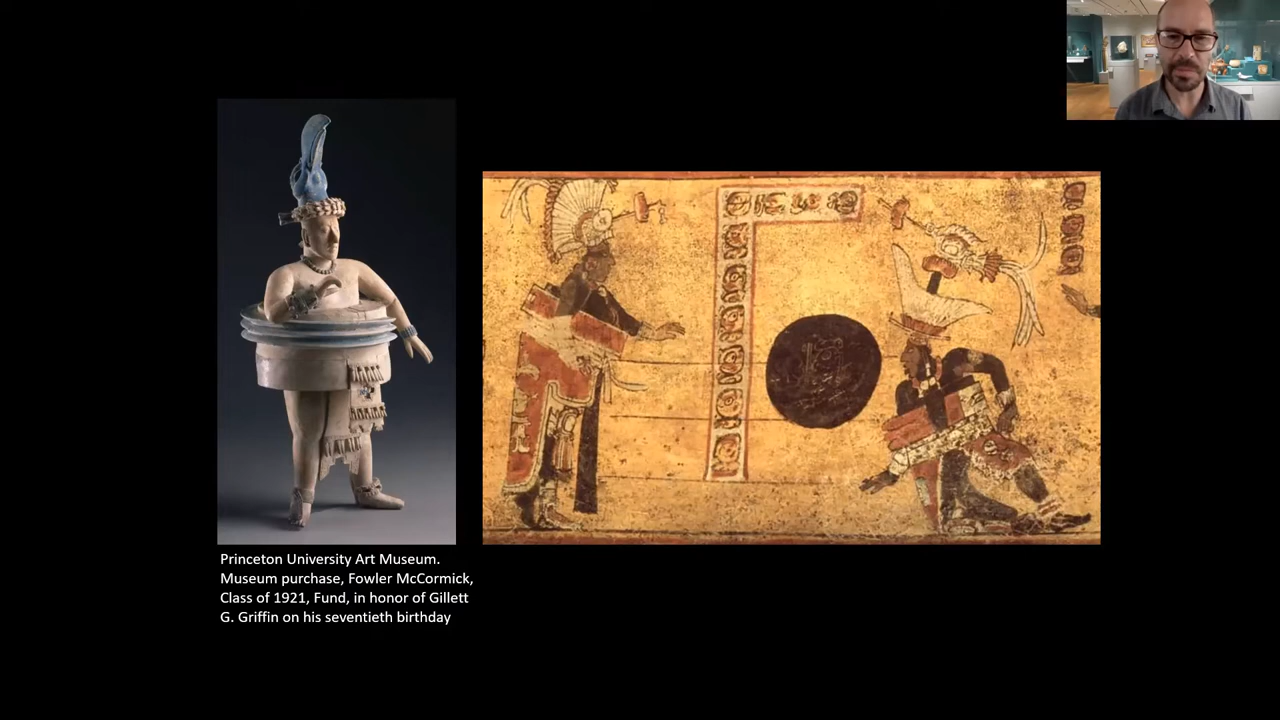 Princeton University Art Museum.
Museum purchase, Fowler McCormick,
Class of 1921, Fund, in honor of Gillett
G. Griffin on his seventieth birthday